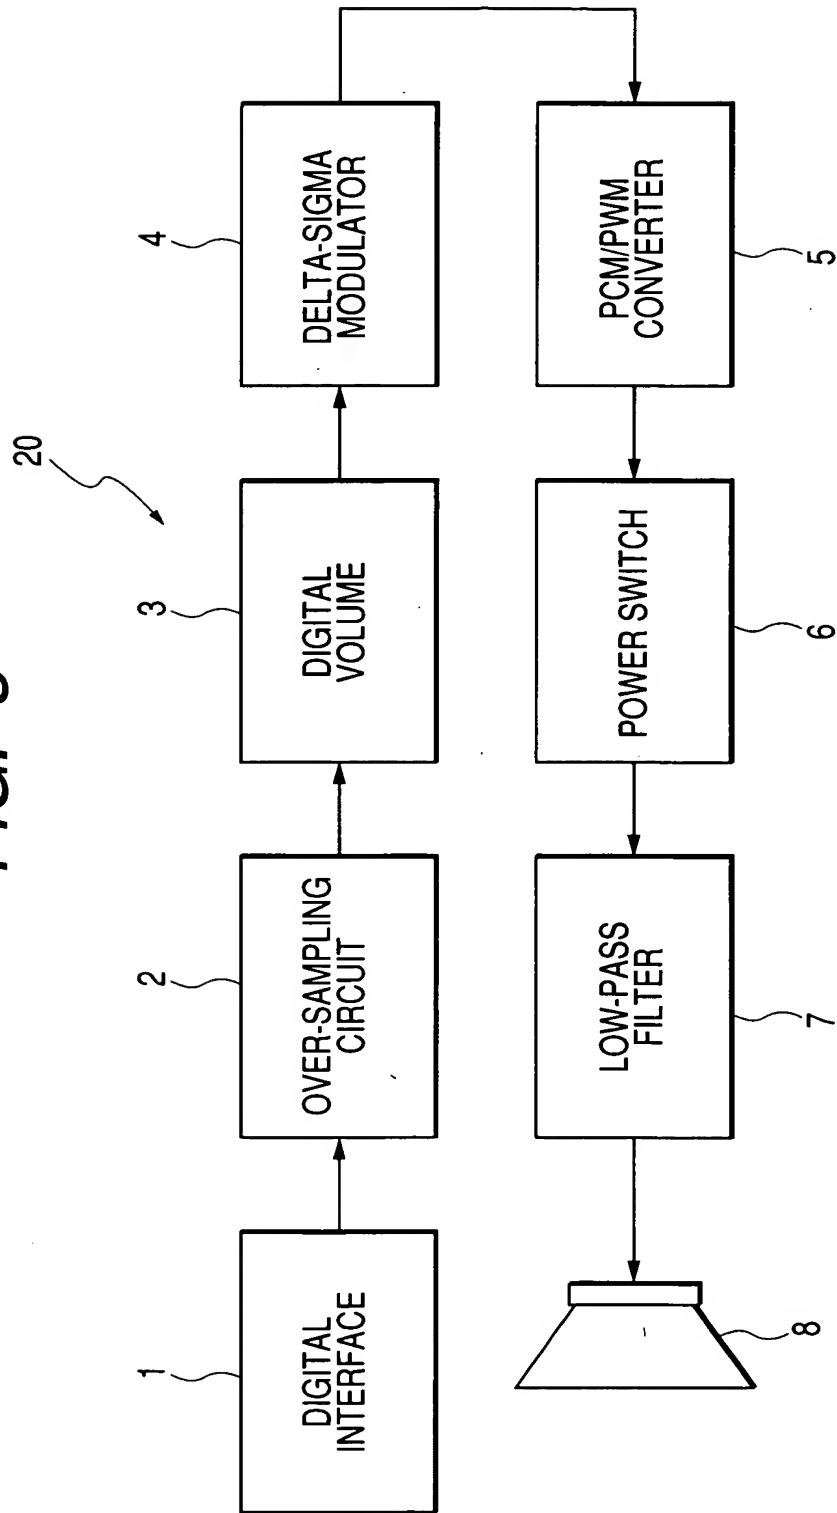 20
1
DIGITAL
INTERFACE
2
OVER-SAMPLING
CIRCUIT
3
DIGITAL
VOLUME
4
DELTA-SIGMA
MODULATOR
LOW-PASS
FILTER
7
POWER SWITCH
6
PCM/PWM
CONVERTER
5
8